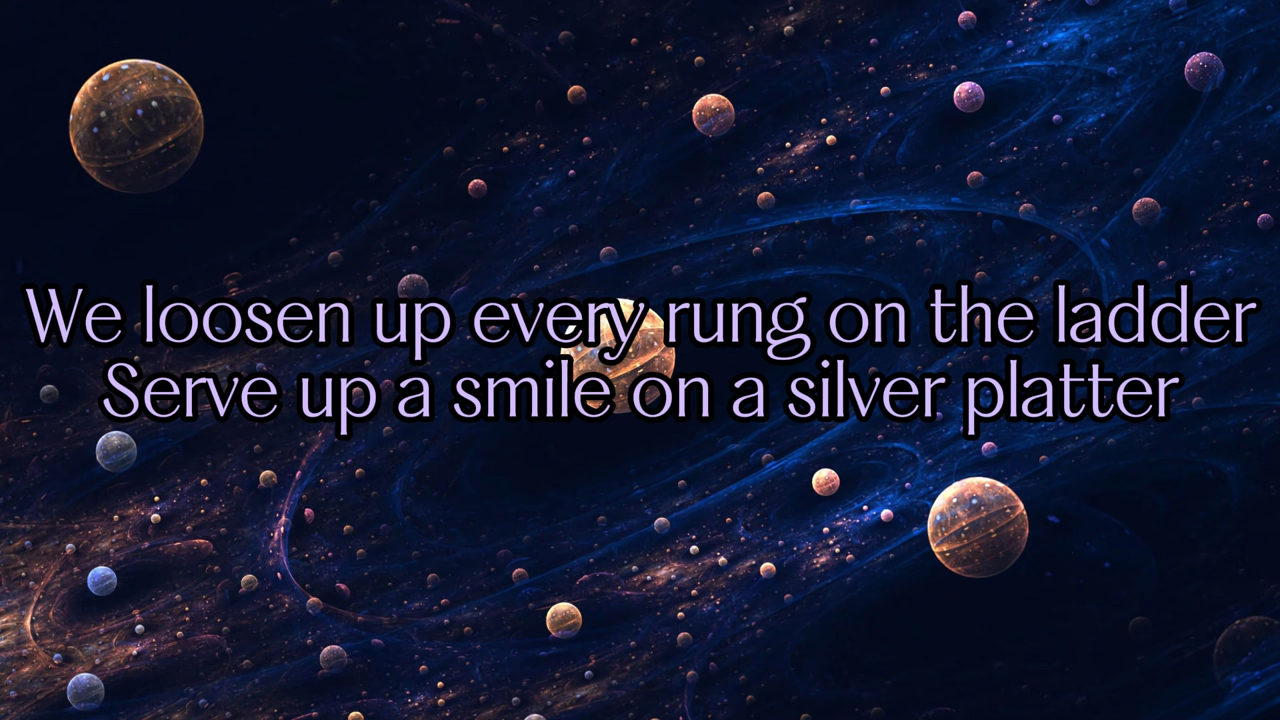 We loosen up every rung on the ladder
Serve up a smile on a silver platter